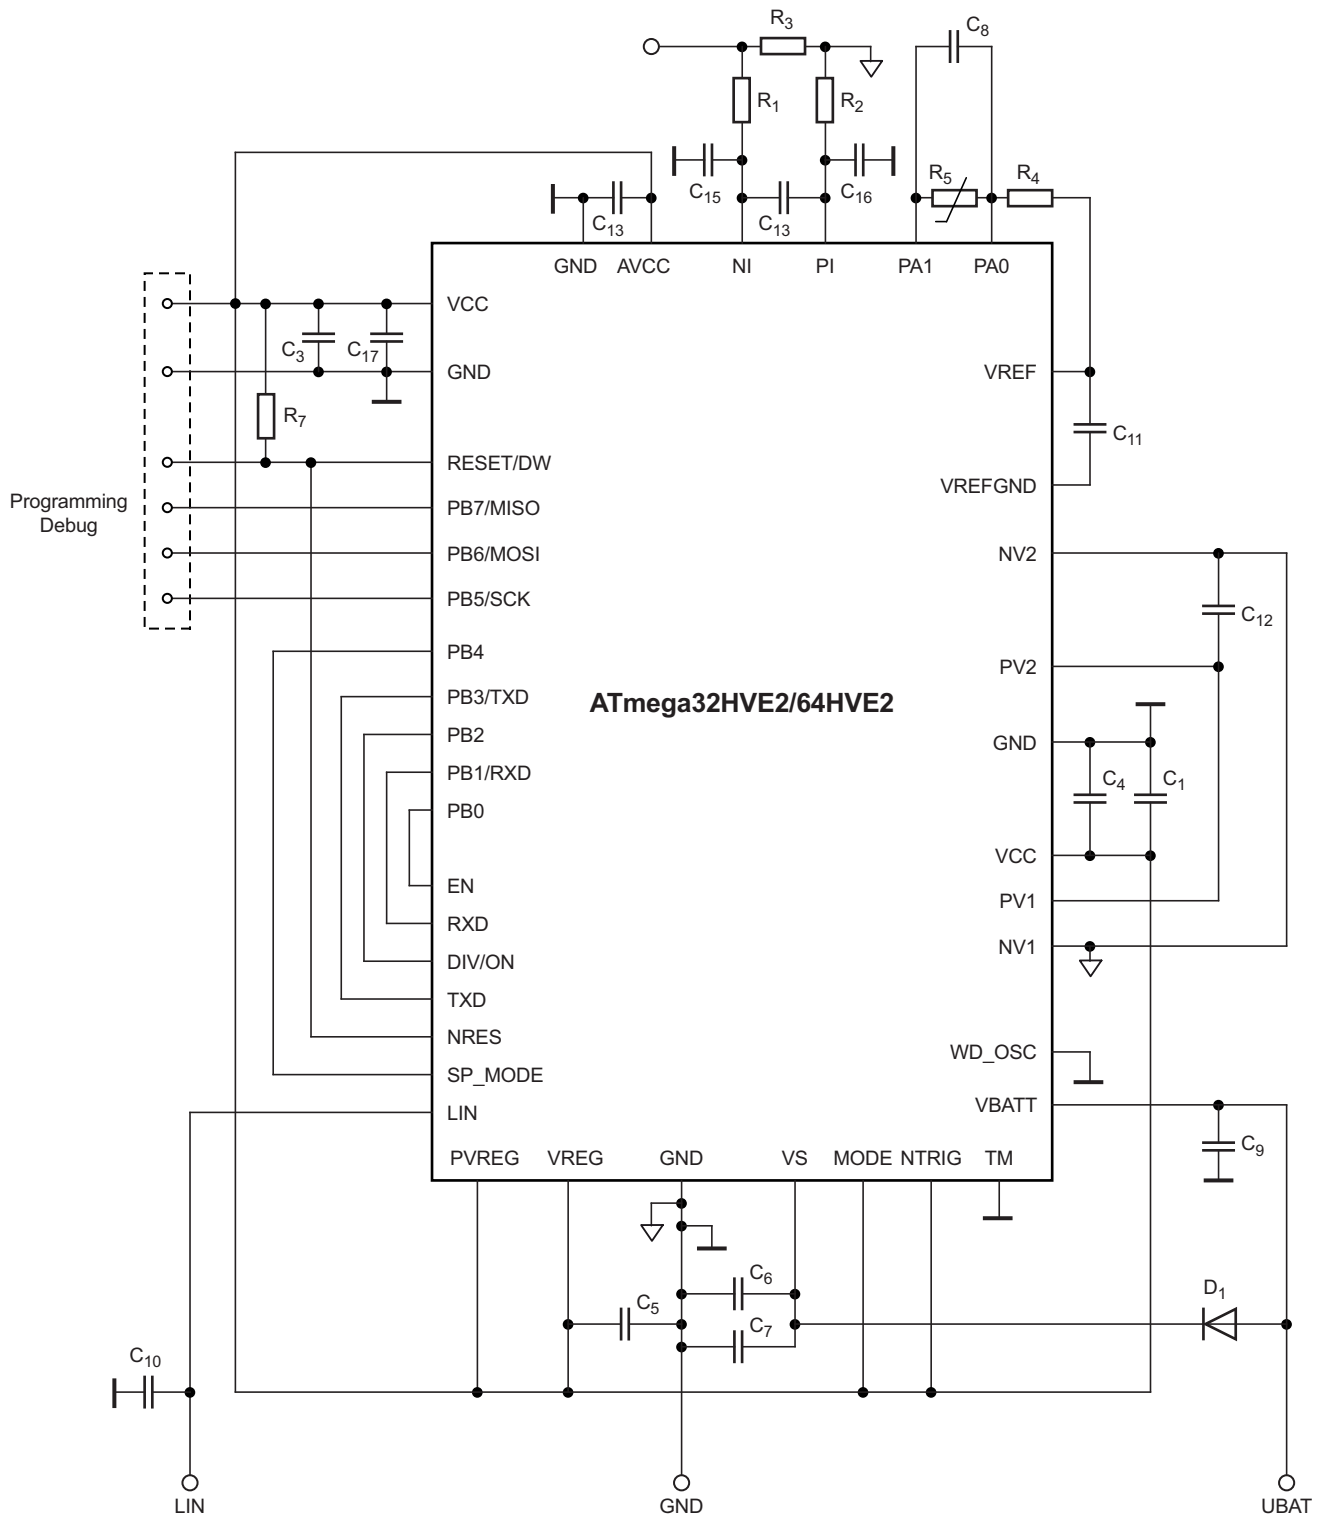 R3
C8
R1
R2
C15
C16
R5
R4
C13
C13
GND
AVCC
NI
PI
PA1
PA0
VCC
C3
C17
GND
VREF
R7
C11
RESET/DW
VREFGND
Programming
Debug
PB7/MISO
PB6/MOSI
NV2
PB5/SCK
C12
PB4
PV2
PB3/TXD
ATmega32HVE2/64HVE2
PB2
GND
PB1/RXD
C4
C1
PB0
VCC
EN
PV1
RXD
NV1
DIV/ON
TXD
NRES
WD_OSC
SP_MODE
VBATT
LIN
C9
PVREG
VREG
GND
VS
MODE
NTRIG
TM
C6
D1
C5
C7
C10
LIN
GND
UBAT